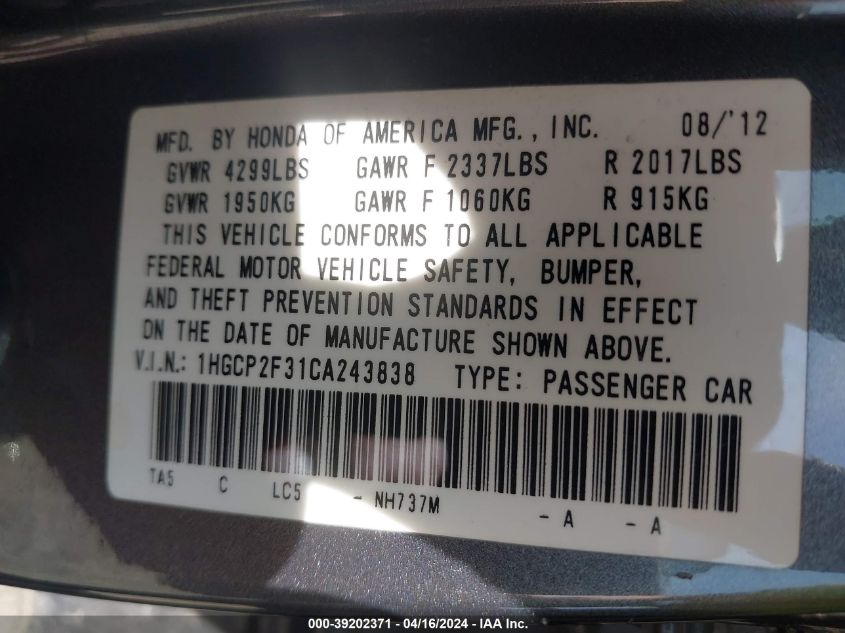 MFD. BY HONDA OF AMERICA MFG., INC. 08/'12
GVWR 4299LBS GAWR F 2337LBS R 2017LBS
GVWR 1950KG GAWR F 1060KG R 915KG
THIS VEHICLE CONFORMS TO ALL APPLICABLE
FEDERAL MOTOR VEHICLE SAFETY, BUMPER,
AND THEFT PREVENTION STANDARDS IN EFFECT
ON THE DATE OF MANUFACTURE SHOWN ABOVE.
V.I.N.: 1HGCP2F31CA243838 TYPE: PASSENGER CAR
TA5 C LC5 - NH737M - A - A
000-39202371 - 04/16/2024 - IAA Inc.